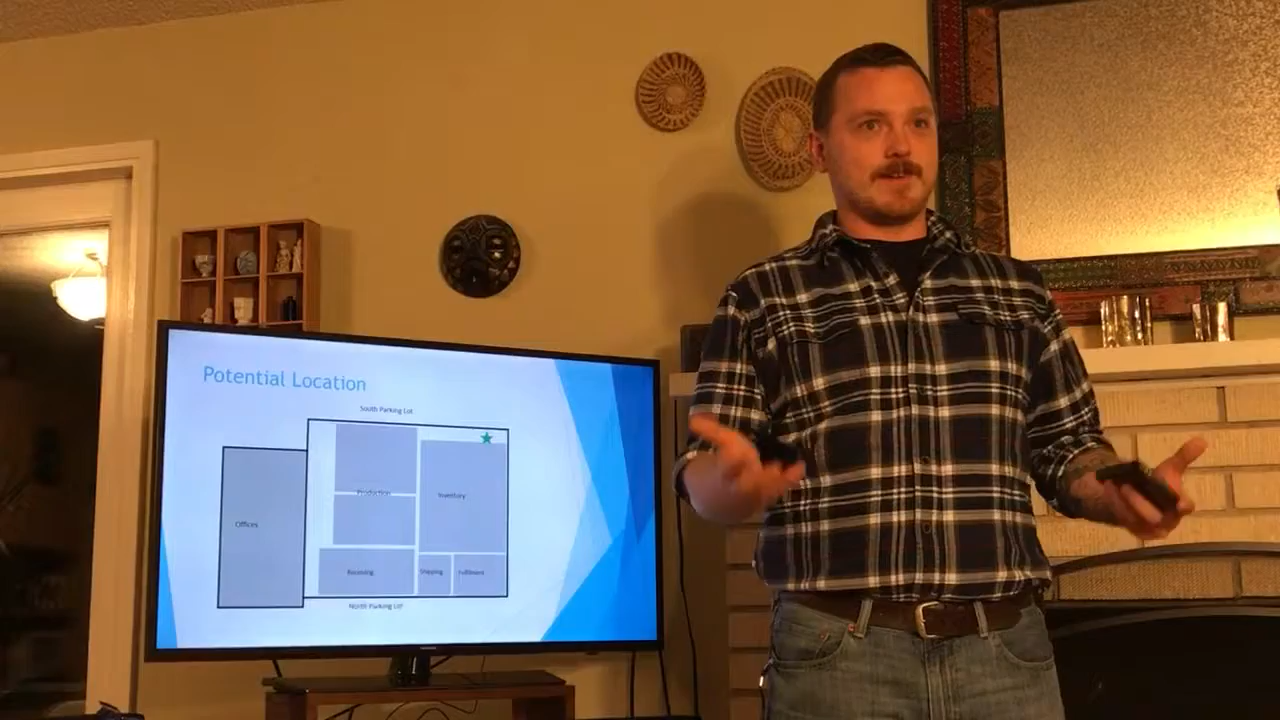 Potential Location
South Parking Lot
Production
Inventory
Offices
Receiving
Shipping
Fulfillment
North Parking Lot